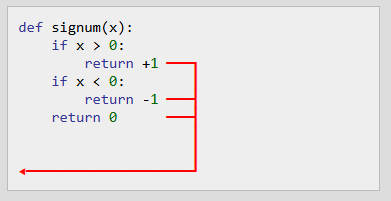 def signum(x):
    if x > 0:
        return +1
    if x < 0:
        return -1
    return 0